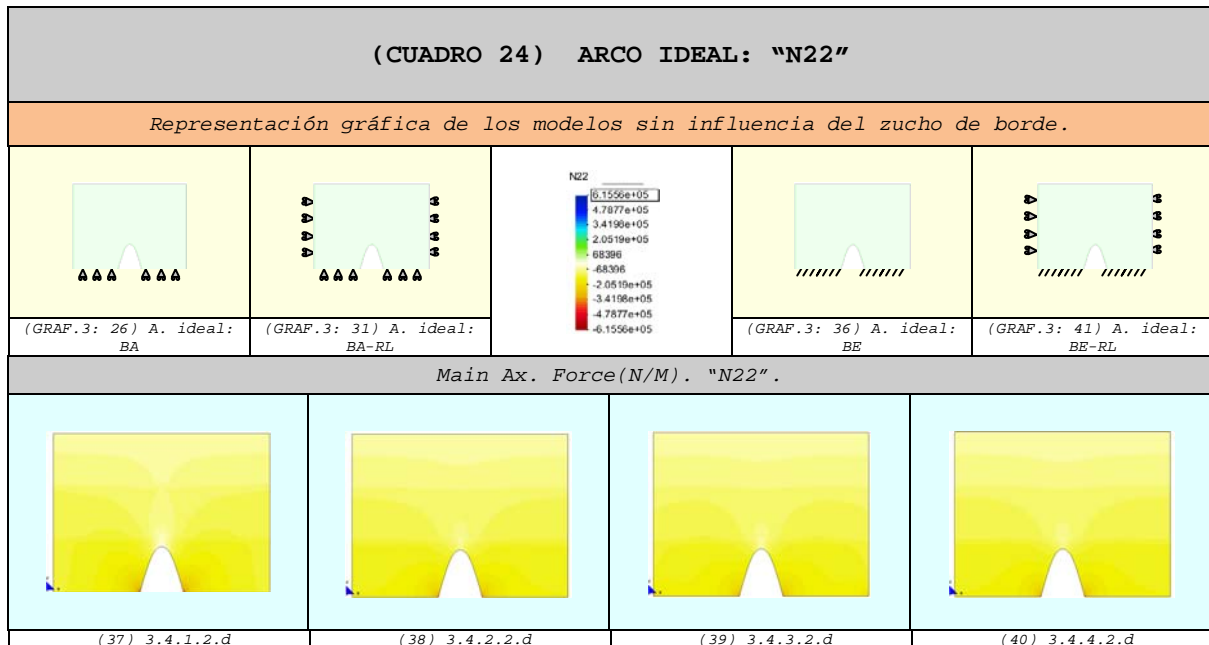 (CUADRO 24) ARCO IDEAL: “N22”
Representación gráfica de los modelos sin influencia del zucho de borde.
N22
6.1556e+05
4.7877e+05
3.4198e+05
2.0519e+05
68396
-68396
-2.0519e+05
-3.4198e+05
-4.7877e+05
-6.1556e+05
(GRAF.3: 26) A. ideal:
BA
(GRAF.3: 31) A. ideal:
BA-RL
(GRAF.3: 36) A. ideal:
BE
(GRAF.3: 41) A. ideal:
BE-RL
Main Ax. Force(N/M). “N22”.
(37) 3.4.1.2.d
(38) 3.4.2.2.d
(39) 3.4.3.2.d
(40) 3.4.4.2.d